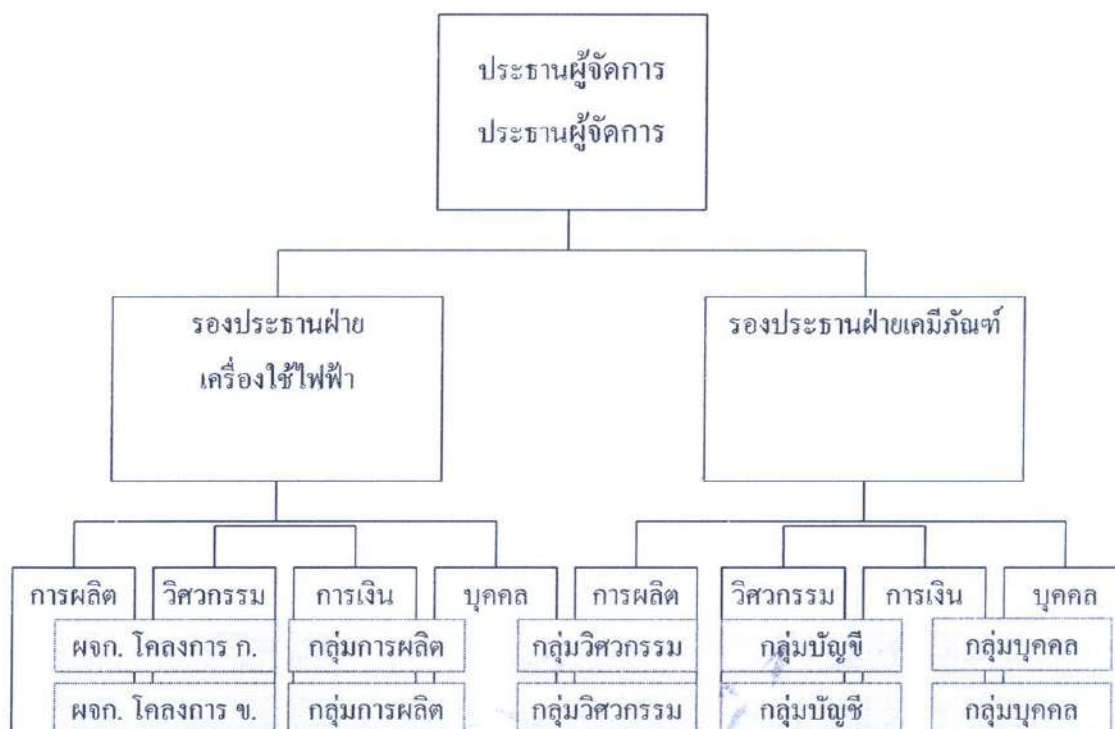 ประธานผู้จัดการ
ประธานผู้จัดการ
รองประธานฝ่าย
เครื่องใช้ไฟฟ้า
รองประธานฝ่ายเคมีภัณฑ์
การผลิต วิศวกรรม การเงิน บุคคล การผลิต วิศวกรรม การเงิน บุคคล
ผจก. โคลงการ ก. กลุ่มการผลิต กลุ่มวิศวกรรม กลุ่มบัญชี กลุ่มบุคคล
ผจก. โคลงการ ข. กลุ่มการผลิต กลุ่มวิศวกรรม กลุ่มบัญชี กลุ่มบุคคล